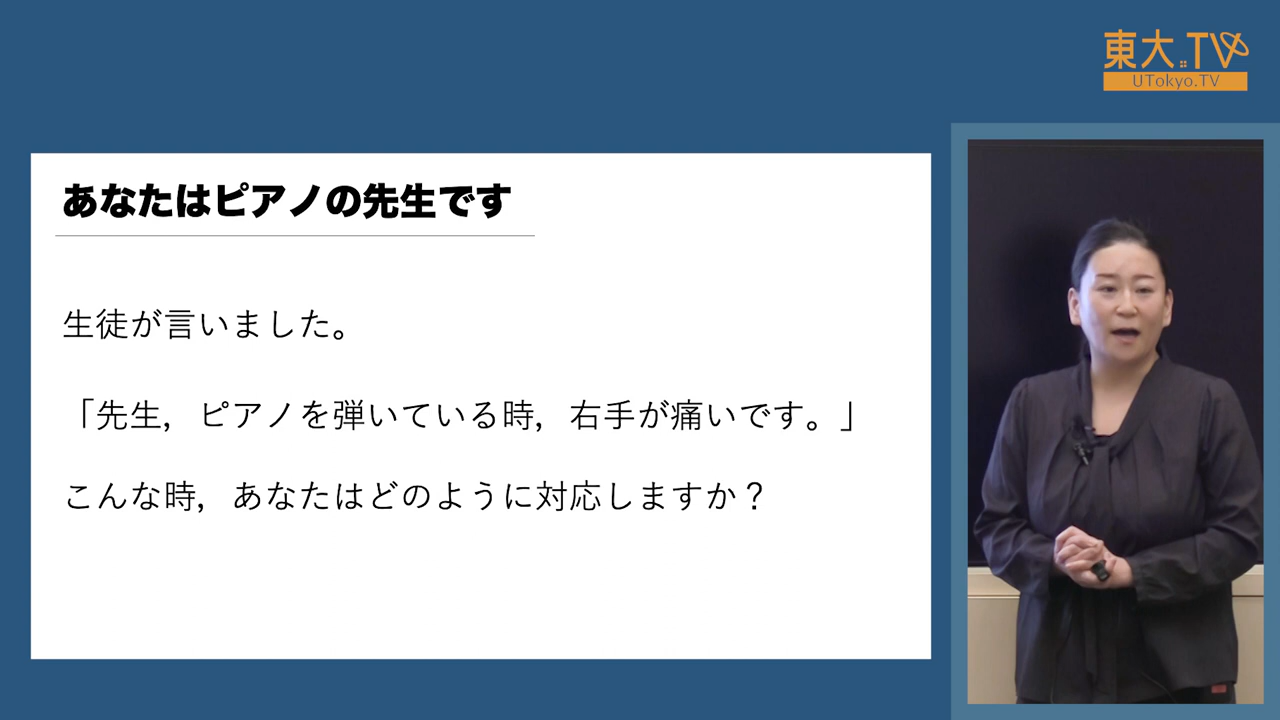 東大TV
UTokyo.TV
あなたはピアノの先生です
生徒が言いました。
「先生，ピアノを弾いている時，右手が痛いです。」
こんな時，あなたはどのように対応しますか？